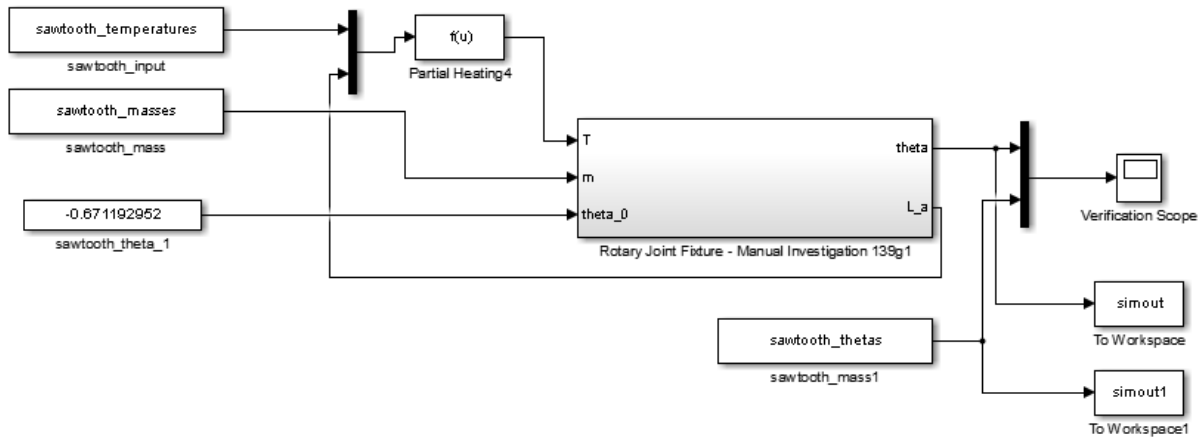 sawtooth_temperatures
sawtooth_input
f(u)
Partial Heating4
sawtooth_masses
sawtooth_mass
-0.671192952
sawtooth_theta_1
T
m
theta_0
theta
L_a
Rotary Joint Fixture - Manual Investigation 139g1
Verification Scope
sawtooth_thetas
sawtooth_mass1
simout
To Workspace
simout1
To Workspace1